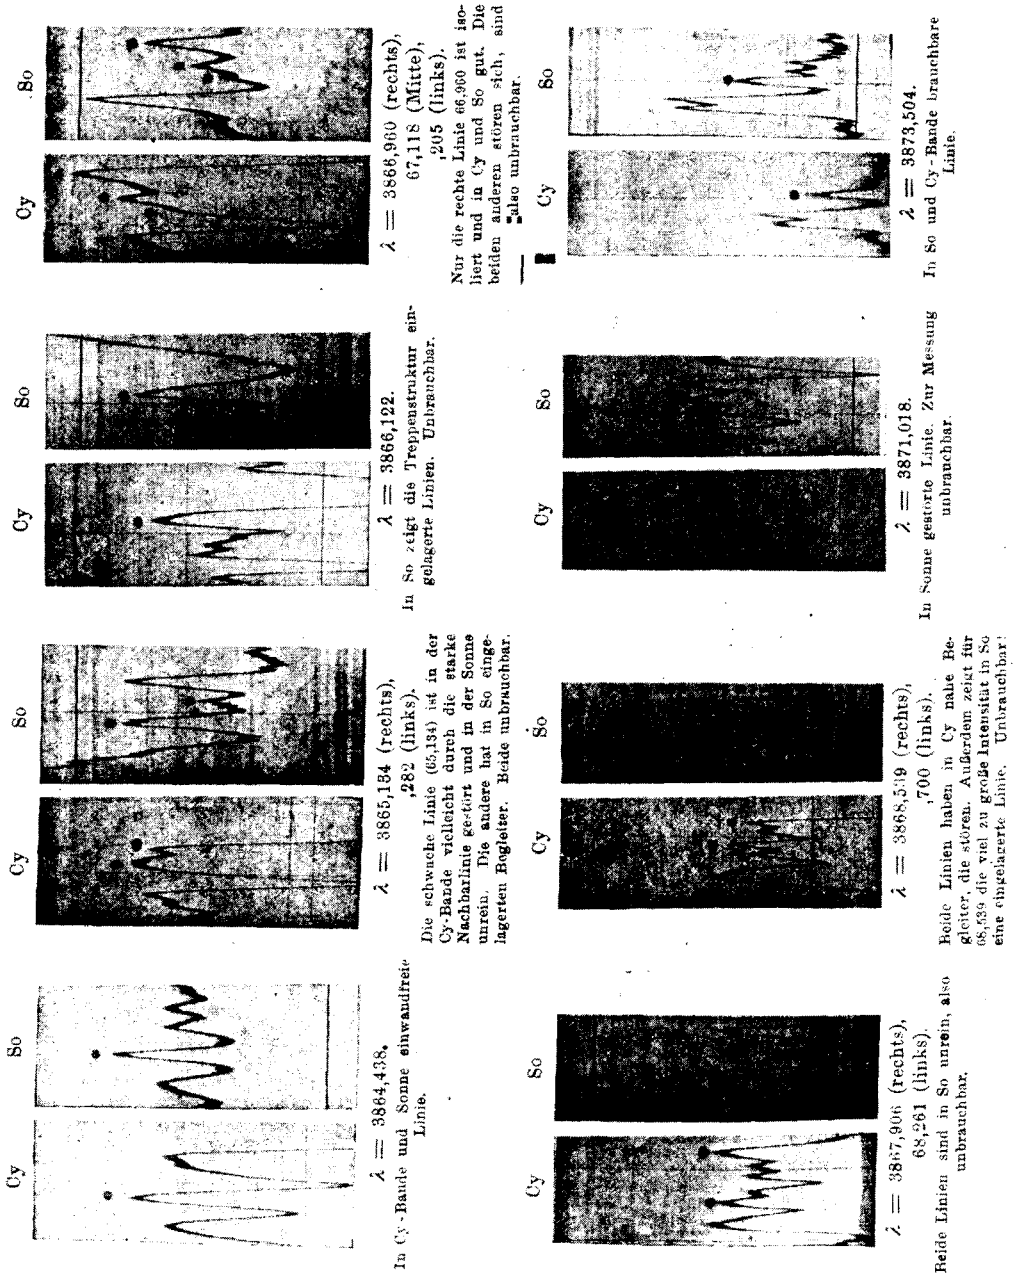 Cy So
λ = 3864,438.
In Cy-Bande und Sonne einwandfreie
Linie.
Cy So
λ = 3865,134 (rechts),
,282 (links).
Die schwache Linie (65,134) ist in der
Cy-Bande vielleicht durch die starke
Nachbarlinie gestört und in der Sonne
unrein. Die andere hat in So einge-
lagerten Begleiter. Beide unbrauchbar.
Cy So
λ = 3866,122.
In So zeigt die Treppenstruktur ein-
gelagerte Linien. Unbrauchbar.
Cy So
λ = 3866,960 (rechts),
67,118 (Mitte),
,205 (links).
Nur die rechte Linie 66,960 ist iso-
liert und in Cy und So gut. Die
beiden anderen stören sich, sind
also unbrauchbar.
Cy So
λ = 3867,906 (rechts),
68,261 (links).
Beide Linien sind in So unrein, also
unbrauchbar.
Cy So
λ = 3868,539 (rechts),
,700 (links).
Beide Linien haben in Cy nahe Be-
gleiter, die stören. Außerdem zeigt für
68,539 die viel zu große Intensität in So
eine eingelagerte Linie. Unbrauchbar!
Cy So
λ = 3871,018.
In Sonne gestörte Linie. Zur Messung
unbrauchbar.
Cy So
λ = 3873,504.
In So und Cy-Bande brauchbare
Linie.